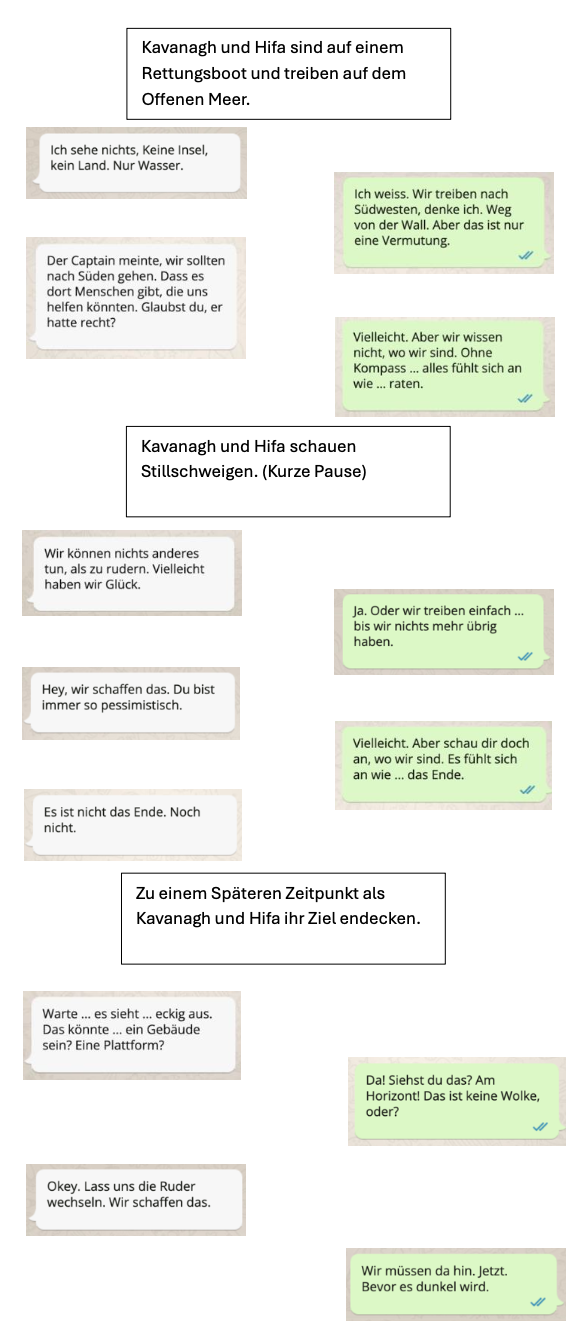 Kavanagh und Hifa sind auf einem
Rettungsboot und treiben auf dem
Offenen Meer.
Ich sehe nichts, Keine Insel,
kein Land. Nur Wasser.
Ich weiss. Wir treiben nach
Südwesten, denke ich. Weg
von der Wall. Aber das ist nur
eine Vermutung.
Der Captain meinte, wir sollten
nach Süden gehen. Dass es
dort Menschen gibt, die uns
helfen könnten. Glaubst du, er
hatte recht?
Vielleicht. Aber wir wissen
nicht, wo wir sind. Ohne
Kompass ... alles fühlt sich an
wie ... raten.
Kavanagh und Hifa schauen
Stillschweigen. (Kurze Pause)
Wir können nichts anderes
tun, als zu rudern. Vielleicht
haben wir Glück.
Ja. Oder wir treiben einfach ...
bis wir nichts mehr übrig
haben.
Hey, wir schaffen das. Du bist
immer so pessimistisch.
Vielleicht. Aber schau dir doch
an, wo wir sind. Es fühlt sich
an wie ... das Ende.
Es ist nicht das Ende. Noch
nicht.
Zu einem Späteren Zeitpunkt als
Kavanagh und Hifa ihr Ziel endecken.
Warte ... es sieht ... eckig aus.
Das könnte ... ein Gebäude
sein? Eine Plattform?
Da! Siehst du das? Am
Horizont! Das ist keine Wolke,
oder?
Okey. Lass uns die Ruder
wechseln. Wir schaffen das.
Wir müssen da hin. Jetzt.
Bevor es dunkel wird.